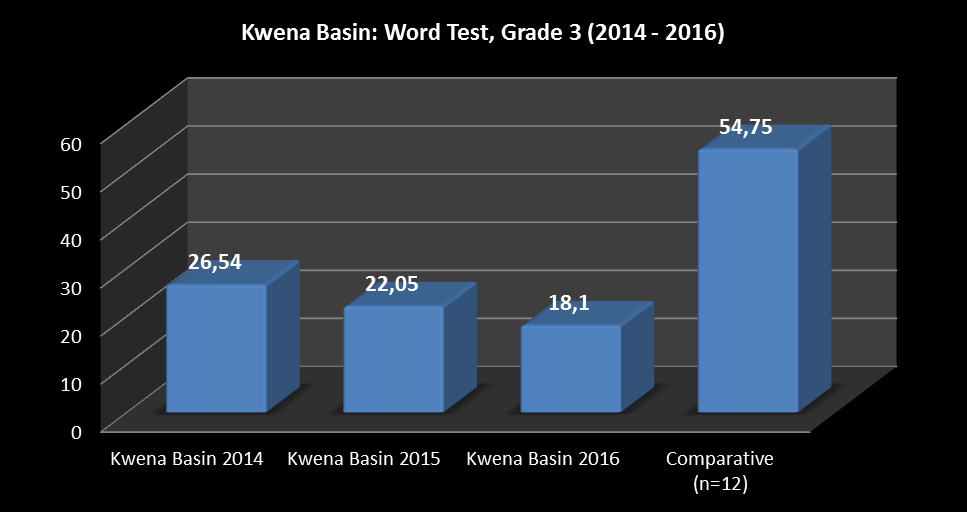 Kwena Basin: Word Test, Grade 3 (2014 - 2016)
60
50
40
30
20
10
0
26,54
22,05
18,1
54,75
Kwena Basin 2014
Kwena Basin 2015
Kwena Basin 2016
Comparative
(n=12)